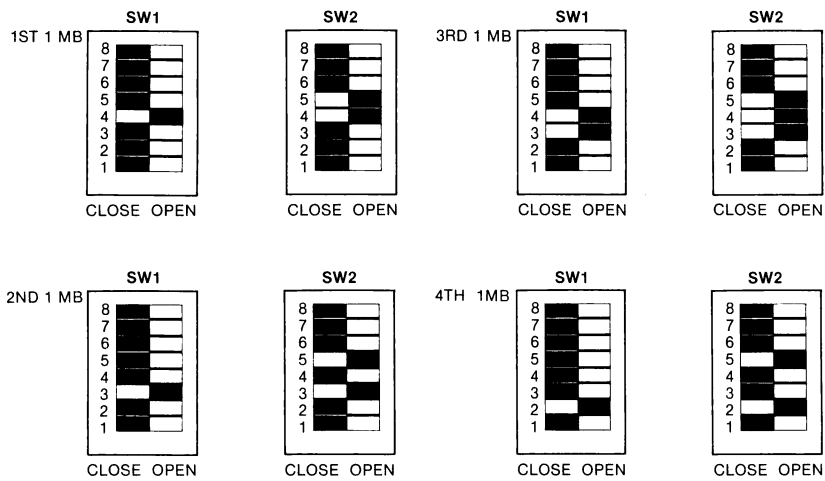 SW1 SW2 SW1 SW2
1ST 1 MB 3RD 1 MB
8 8 8 8
7 7 7 7
6 6 6 6
5 5 5 5
4 4 4 4
3 3 3 3
2 2 2 2
1 1 1 1
CLOSE OPEN CLOSE OPEN CLOSE OPEN CLOSE OPEN
SW1 SW2 SW1 SW2
2ND 1 MB 4TH 1MB
8 8 8 8
7 7 7 7
6 6 6 6
5 5 5 5
4 4 4 4
3 3 3 3
2 2 2 2
1 1 1 1
CLOSE OPEN CLOSE OPEN CLOSE OPEN CLOSE OPEN